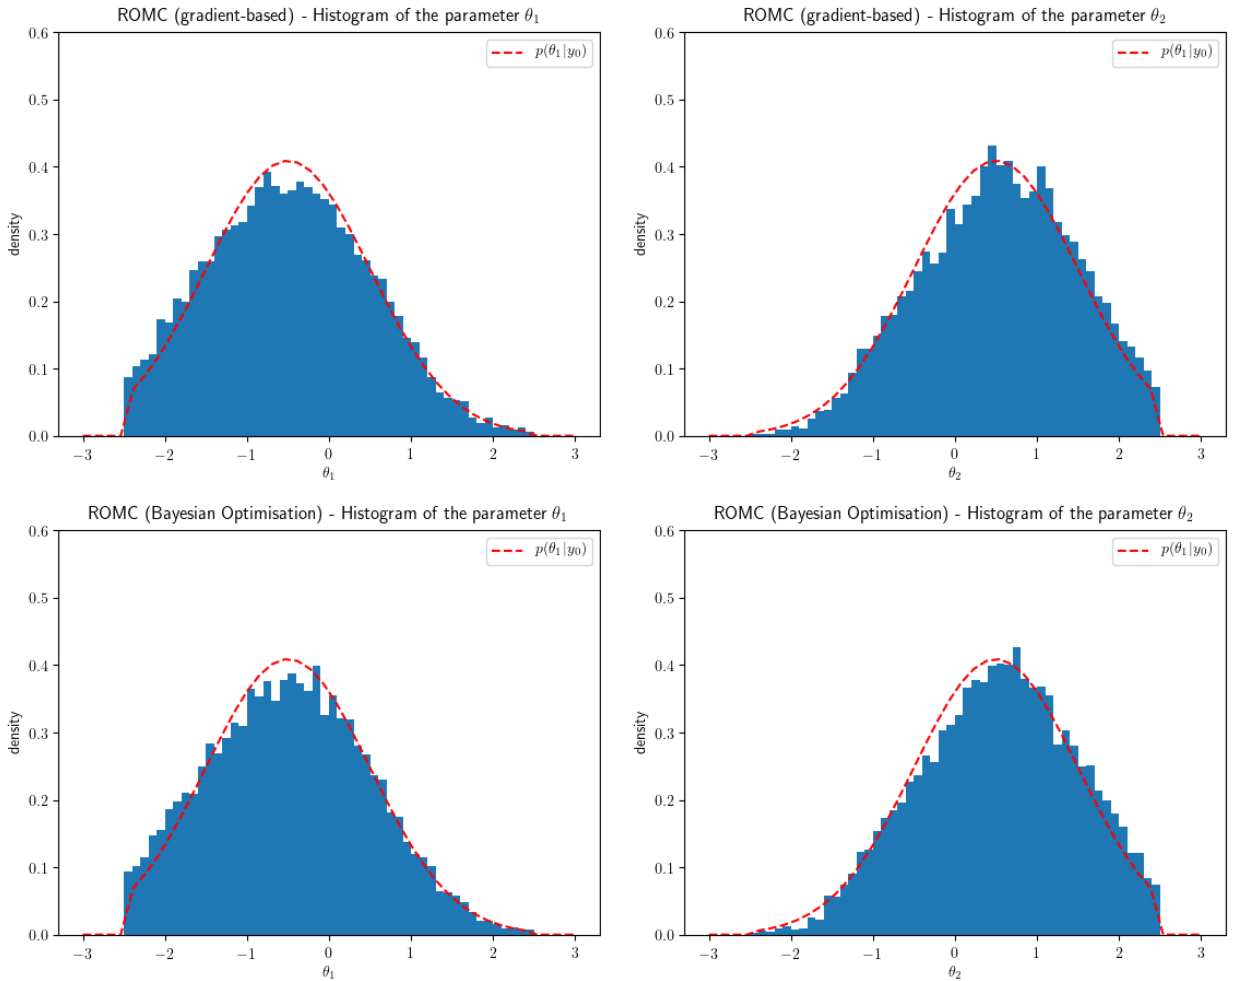 ROMC (gradient-based) - Histogram of the parameter θ₁
0.6
0.5
0.4
0.3
0.2
0.1
0.0
density
p(θ₁|y₀)
−3 −2 −1 0 1 2 3
θ₁
ROMC (gradient-based) - Histogram of the parameter θ₂
0.6
0.5
0.4
0.3
0.2
0.1
0.0
density
p(θ₁|y₀)
−3 −2 −1 0 1 2 3
θ₂
ROMC (Bayesian Optimisation) - Histogram of the parameter θ₁
0.6
0.5
0.4
0.3
0.2
0.1
0.0
density
p(θ₁|y₀)
−3 −2 −1 0 1 2 3
θ₁
ROMC (Bayesian Optimisation) - Histogram of the parameter θ₂
0.6
0.5
0.4
0.3
0.2
0.1
0.0
density
p(θ₁|y₀)
−3 −2 −1 0 1 2 3
θ₂